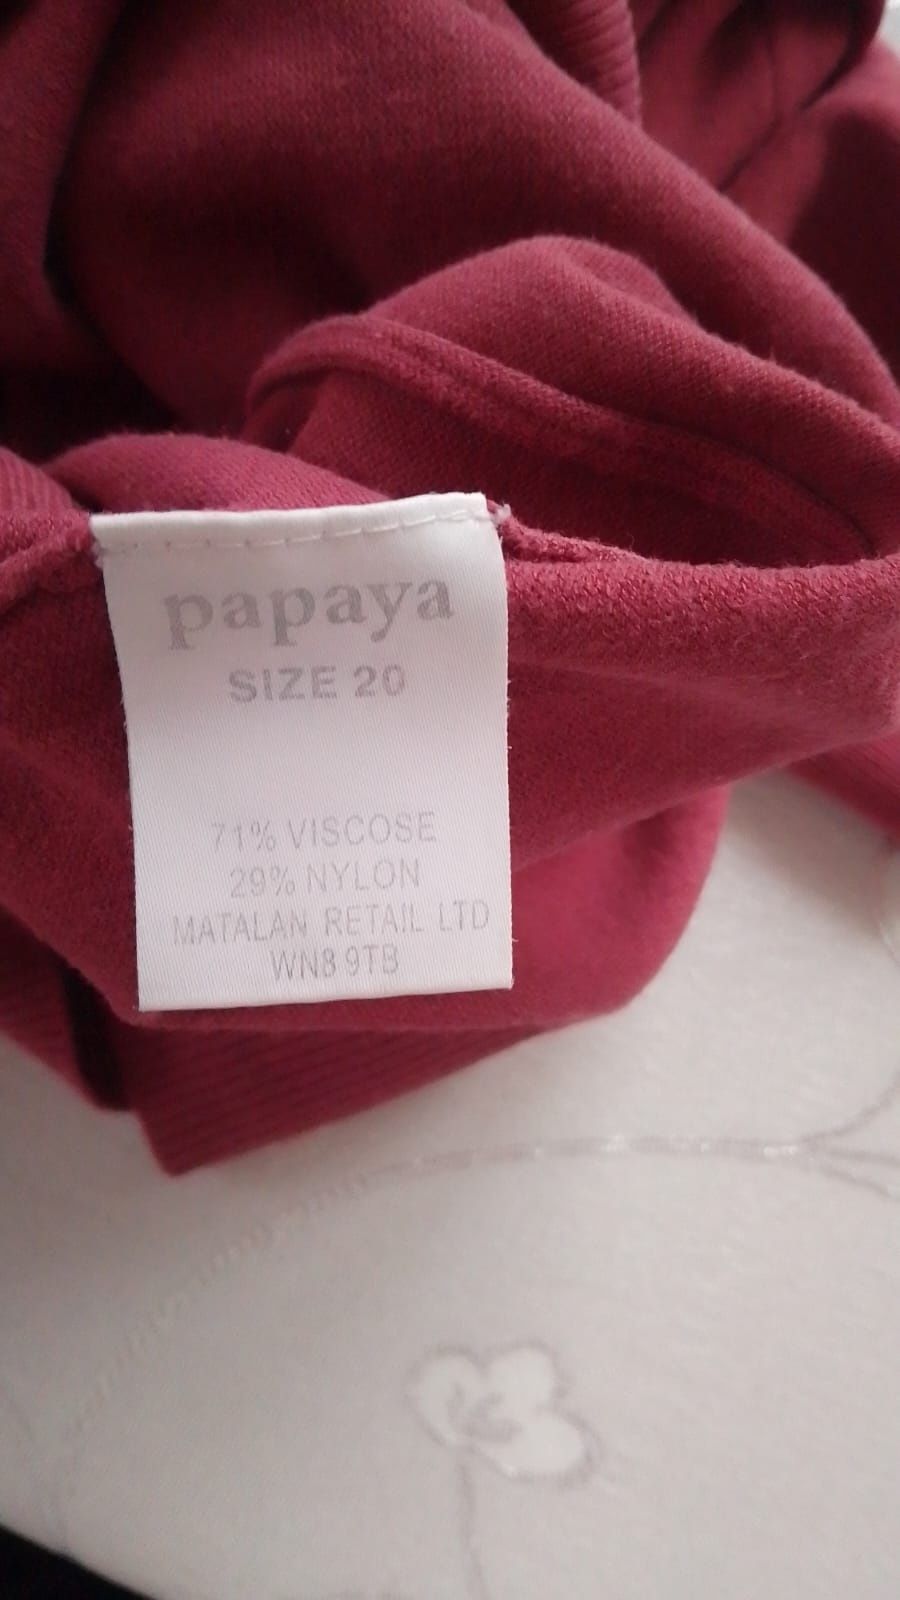 papaya
SIZE 20
71% VISCOSE
29% NYLON
MATALAN RETAIL LTD
WN8 9TB